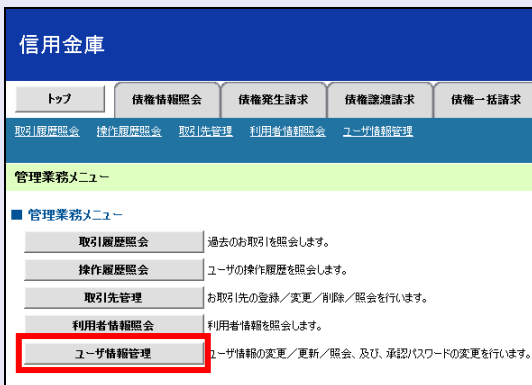 信用金庫
トップ 債権情報照会 債権発生請求 債権譲渡請求 債権一括請求
取引履歴照会 操作履歴照会 取引先管理 利用者情報照会 ユーザ情報管理
管理業務メニュー
■ 管理業務メニュー
取引履歴照会 過去のお取引を照会します。
操作履歴照会 ユーザの操作履歴を照会します。
取引先管理 お取引先の登録／変更／削除／照会を行います。
利用者情報照会 利用者情報を照会します。
ユーザ情報管理 ユーザ情報の変更／更新／照会、及び、承認パスワードの変更を行います。